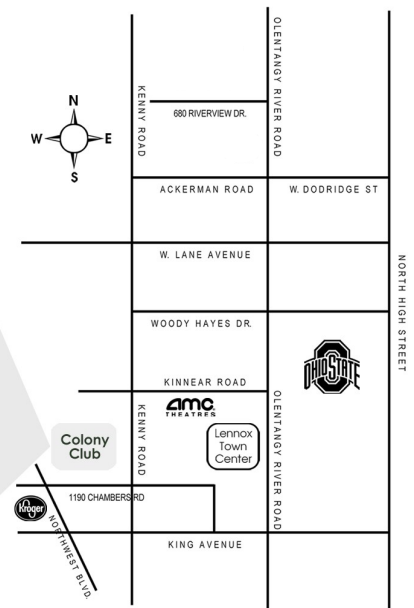 N
W
E
S
KENNY ROAD
OLENTANGY RIVER ROAD
680 RIVERVIEW DR.
ACKERMAN ROAD
W. DODRIDGE ST
W. LANE AVENUE
NORTH HIGH STREET
WOODY HAYES DR.
OHIO STATE
KINNEAR ROAD
AMC
THEATRES
KENNY ROAD
OLENTANGY RIVER ROAD
Colony
Club
Lennox
Town
Center
1190 CHAMBERS RD
Kroger
NORTHWEST BLVD.
KING AVENUE